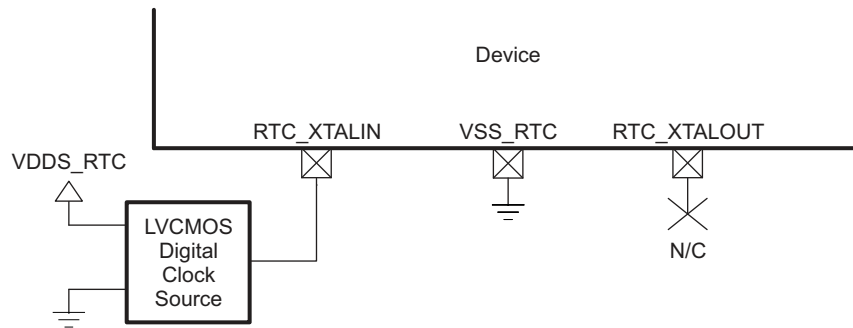 Device
RTC_XTALIN
VSS_RTC
RTC_XTALOUT
VDDS_RTC
LVCMOS
Digital
Clock
Source
N/C